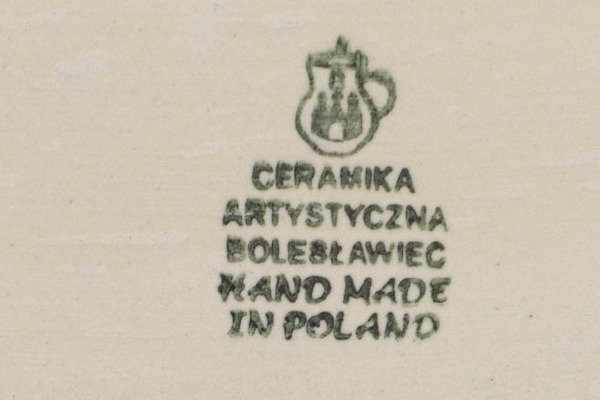 CERAMIKA
ARTYSTYCZNA
BOLESŁAWIEC
HAND MADE
IN POLAND